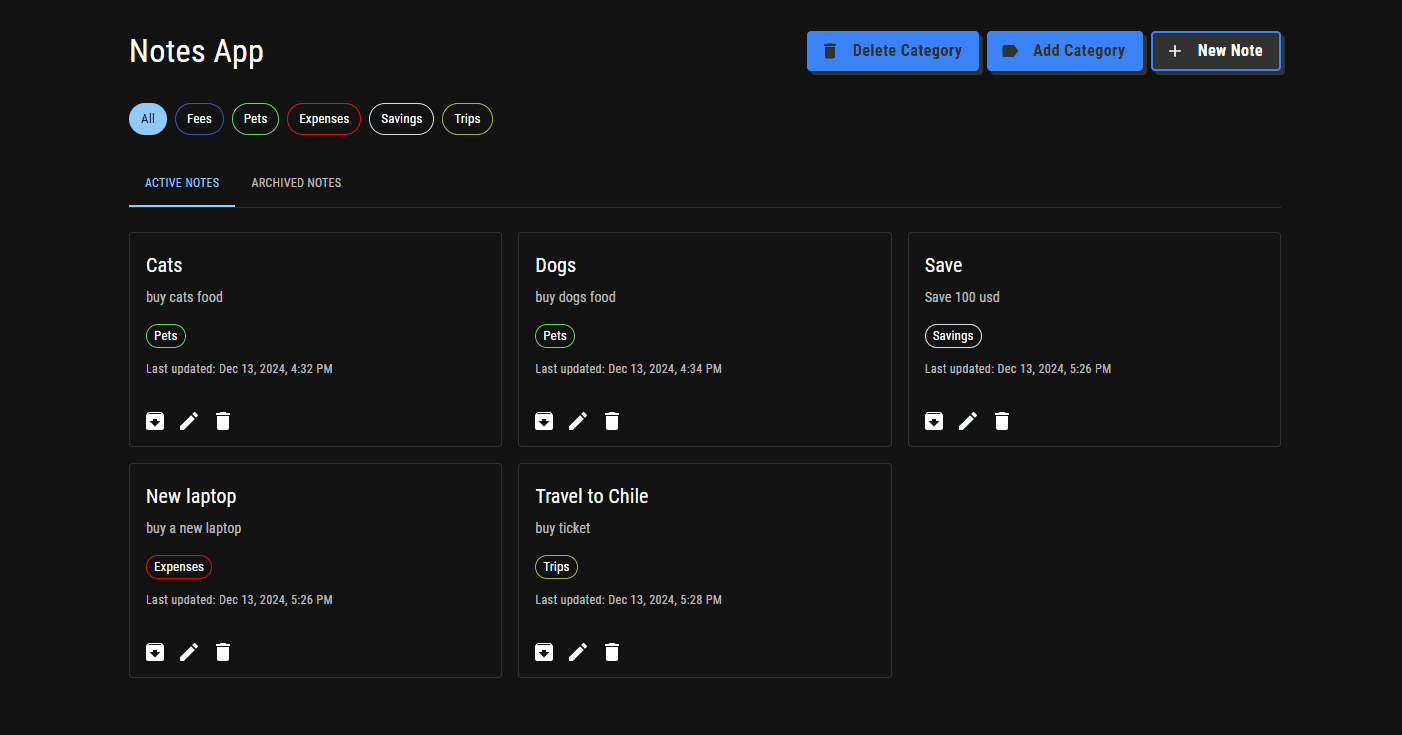 Notes App
Delete Category
Add Category
New Note
All
Fees
Pets
Expenses
Savings
Trips
ACTIVE NOTES
ARCHIVED NOTES
Cats
buy cats food
Pets
Last updated: Dec 13, 2024, 4:32 PM
Dogs
buy dogs food
Pets
Last updated: Dec 13, 2024, 4:34 PM
Save
Save 100 usd
Savings
Last updated: Dec 13, 2024, 5:26 PM
New laptop
buy a new laptop
Expenses
Last updated: Dec 13, 2024, 5:26 PM
Travel to Chile
buy ticket
Trips
Last updated: Dec 13, 2024, 5:28 PM